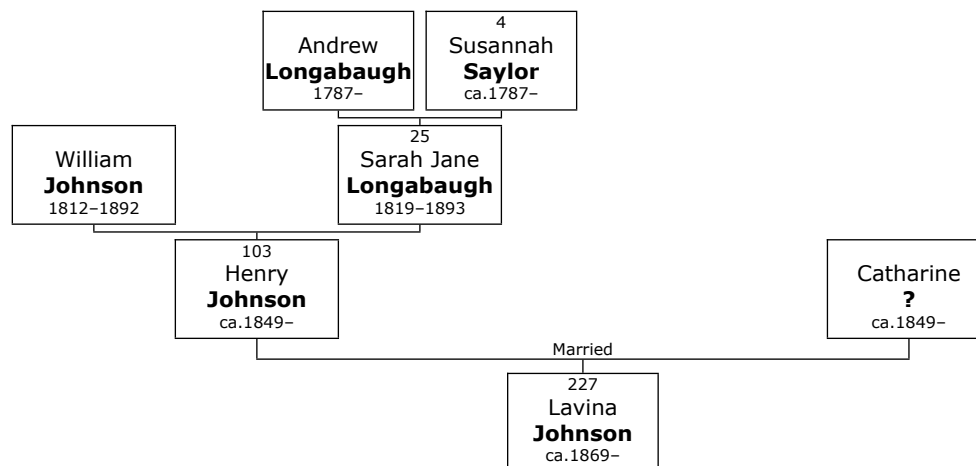 Andrew
Longabaugh
1787–
4
Susannah
Saylor
ca.1787–
William
Johnson
1812–1892
25
Sarah Jane
Longabaugh
1819–1893
103
Henry
Johnson
ca.1849–
Catharine
?
ca.1849–
Married
227
Lavina
Johnson
ca.1869–